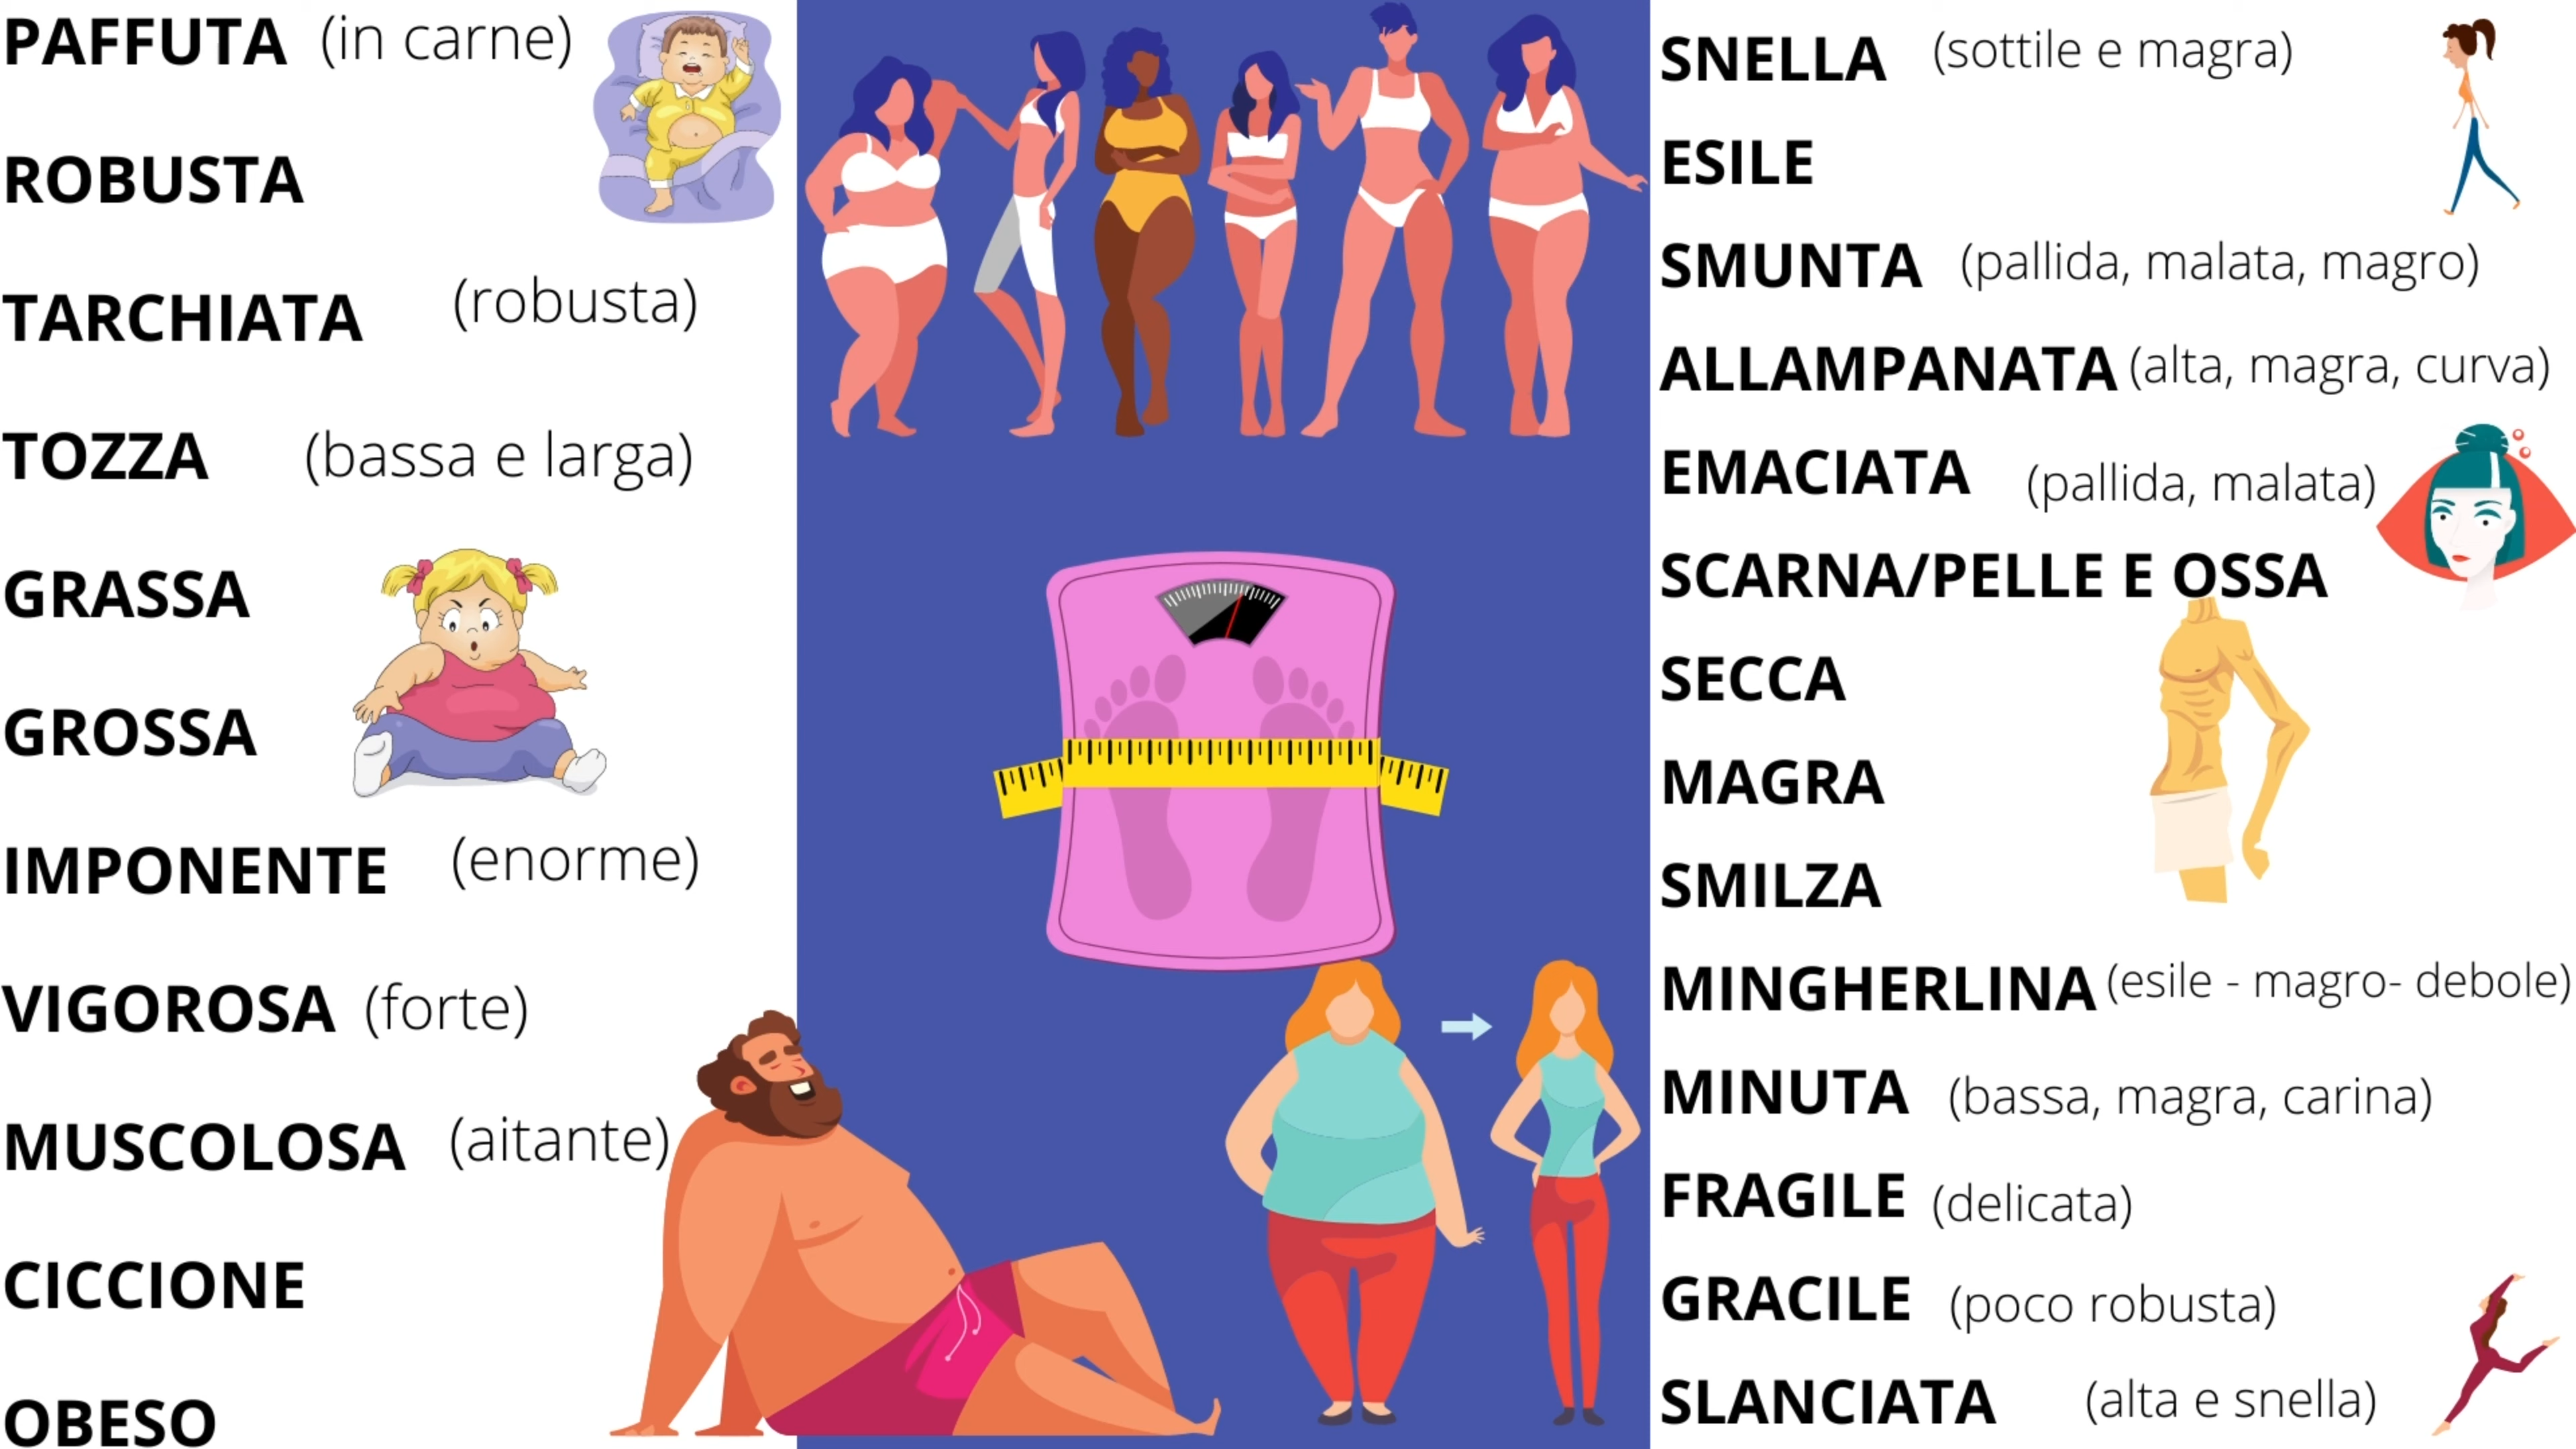 PAFFUTA (in carne)
ROBUSTA
TARCHIATA (robusta)
TOZZA (bassa e larga)
GRASSA
GROSSA
IMPONENTE (enorme)
VIGOROSA (forte)
MUSCOLOSA (aitante)
CICCIONE
OBESO
SNELLA (sottile e magra)
ESILE
SMUNTA (pallida, malata, magro)
ALLAMPANATA (alta, magra, curva)
EMACIATA (pallida, malata)
SCARNA/PELLE E OSSA
SECCA
MAGRA
SMILZA
MINGHERLINA (esile - magro- debole)
MINUTA (bassa, magra, carina)
FRAGILE (delicata)
GRACILE (poco robusta)
SLANCIATA (alta e snella)